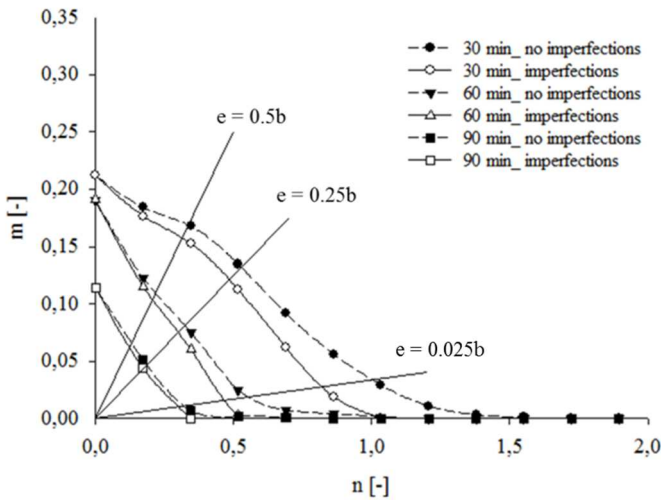 0,35
0,30
0,25
0,20
0,15
0,10
0,05
0,00
m [-]
30 min_ no imperfections
30 min_ imperfections
60 min_ no imperfections
60 min_ imperfections
90 min_ no imperfections
90 min_ imperfections
e = 0.5b
e = 0.25b
e = 0.025b
0,0 0,5 1,0 1,5 2,0
n [-]